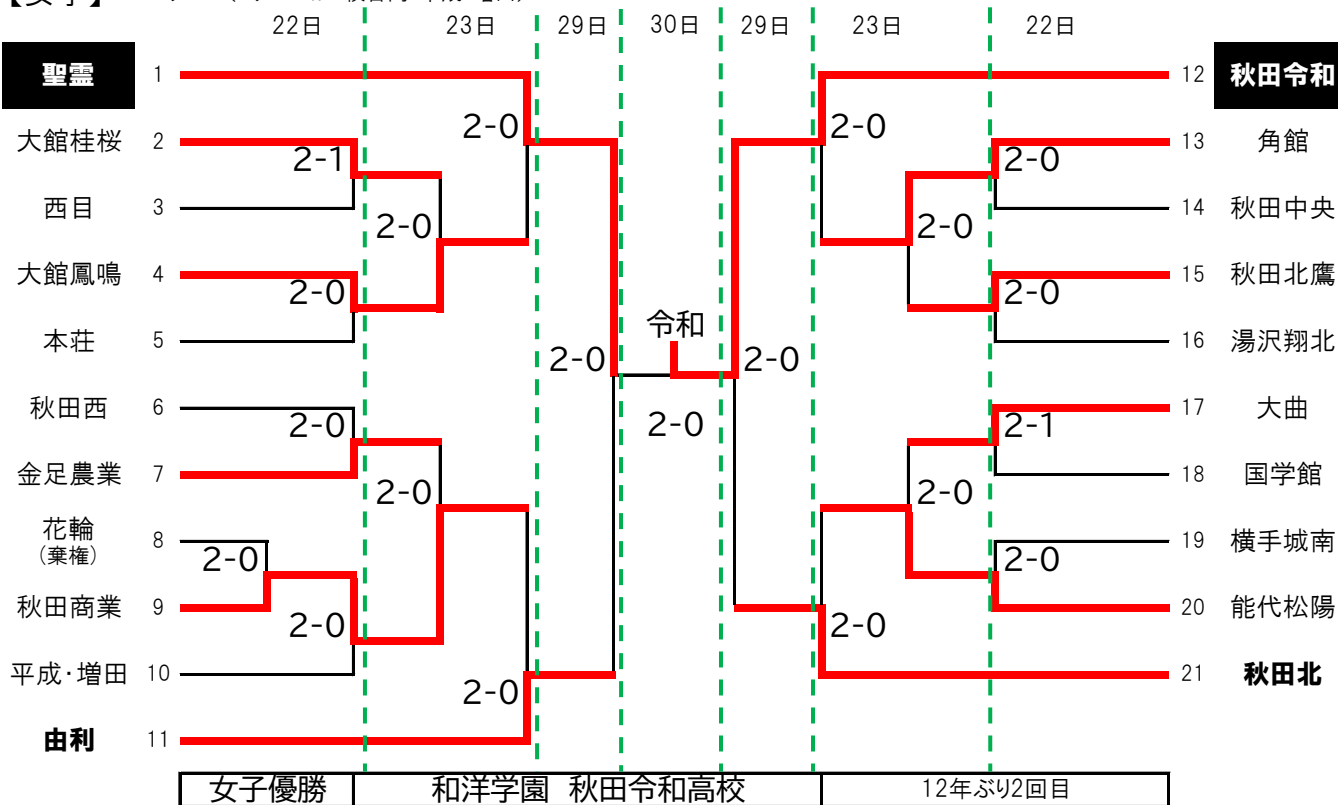 【女子】
22日 23日 29日 30日 29日 23日 22日
聖霊 1
大館桂桜 2
西目 3
大館鳳鳴 4
本荘 5
秋田西 6
金足農業 7
花輪 8
(棄権)
秋田商業 9
平成・増田 10
由利 11
2-1
2-0
2-0
2-0
2-0
2-0
2-0
2-0
2-0
2-0
令和
2-0
2-0
2-0
2-0
2-0
2-0
2-0
2-1
2-0
2-0
12 秋田令和
13 角館
14 秋田中央
15 秋田北鷹
16 湯沢翔北
17 大曲
18 国学館
19 横手城南
20 能代松陽
21 秋田北
女子優勝 和洋学園 秋田令和高校 12年ぶり2回目